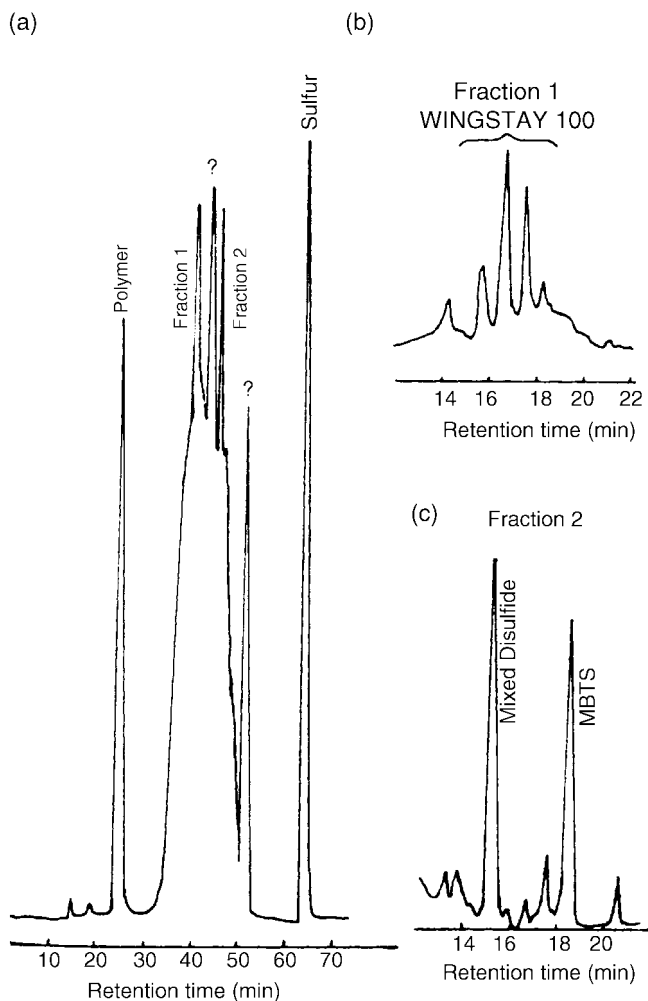 (a)
Polymer
Fraction 1
?
Fraction 2
?
Sulfur
10 20 30 40 50 60 70
Retention time (min)
(b)
Fraction 1
WINGSTAY 100
14 16 18 20 22
Retention time (min)
(c)
Fraction 2
Mixed Disulfide
MBTS
14 16 18 20
Retention time (min)